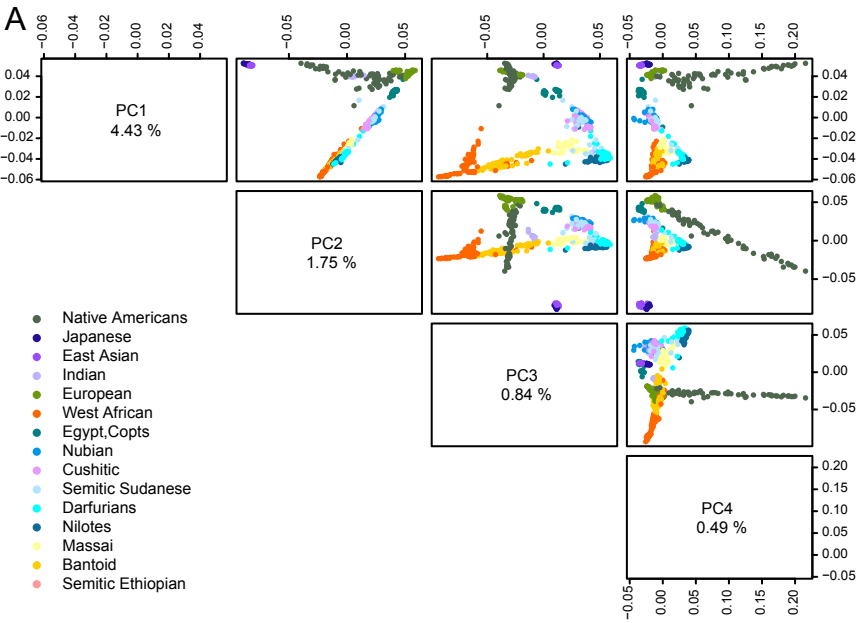 A
−0.06
−0.04
−0.02
0.00
0.02
0.04
−0.05
0.00
0.05
−0.05
0.00
0.05
−0.05
0.00
0.05
0.10
0.15
0.20
0.04
0.02
0.00
−0.02
−0.04
−0.06
PC1
4.43 %
0.04
0.02
0.00
−0.02
−0.04
−0.06
PC2
1.75 %
0.05
0.00
−0.05
Native Americans
Japanese
East Asian
Indian
European
West African
Egypt,Copts
Nubian
Cushitic
Semitic Sudanese
Darfurians
Nilotes
Massai
Bantoid
Semitic Ethiopian
PC3
0.84 %
0.05
0.00
−0.05
PC4
0.49 %
0.20
0.15
0.10
0.05
0.00
−0.05
−0.05
0.00
0.05
0.10
0.15
0.20